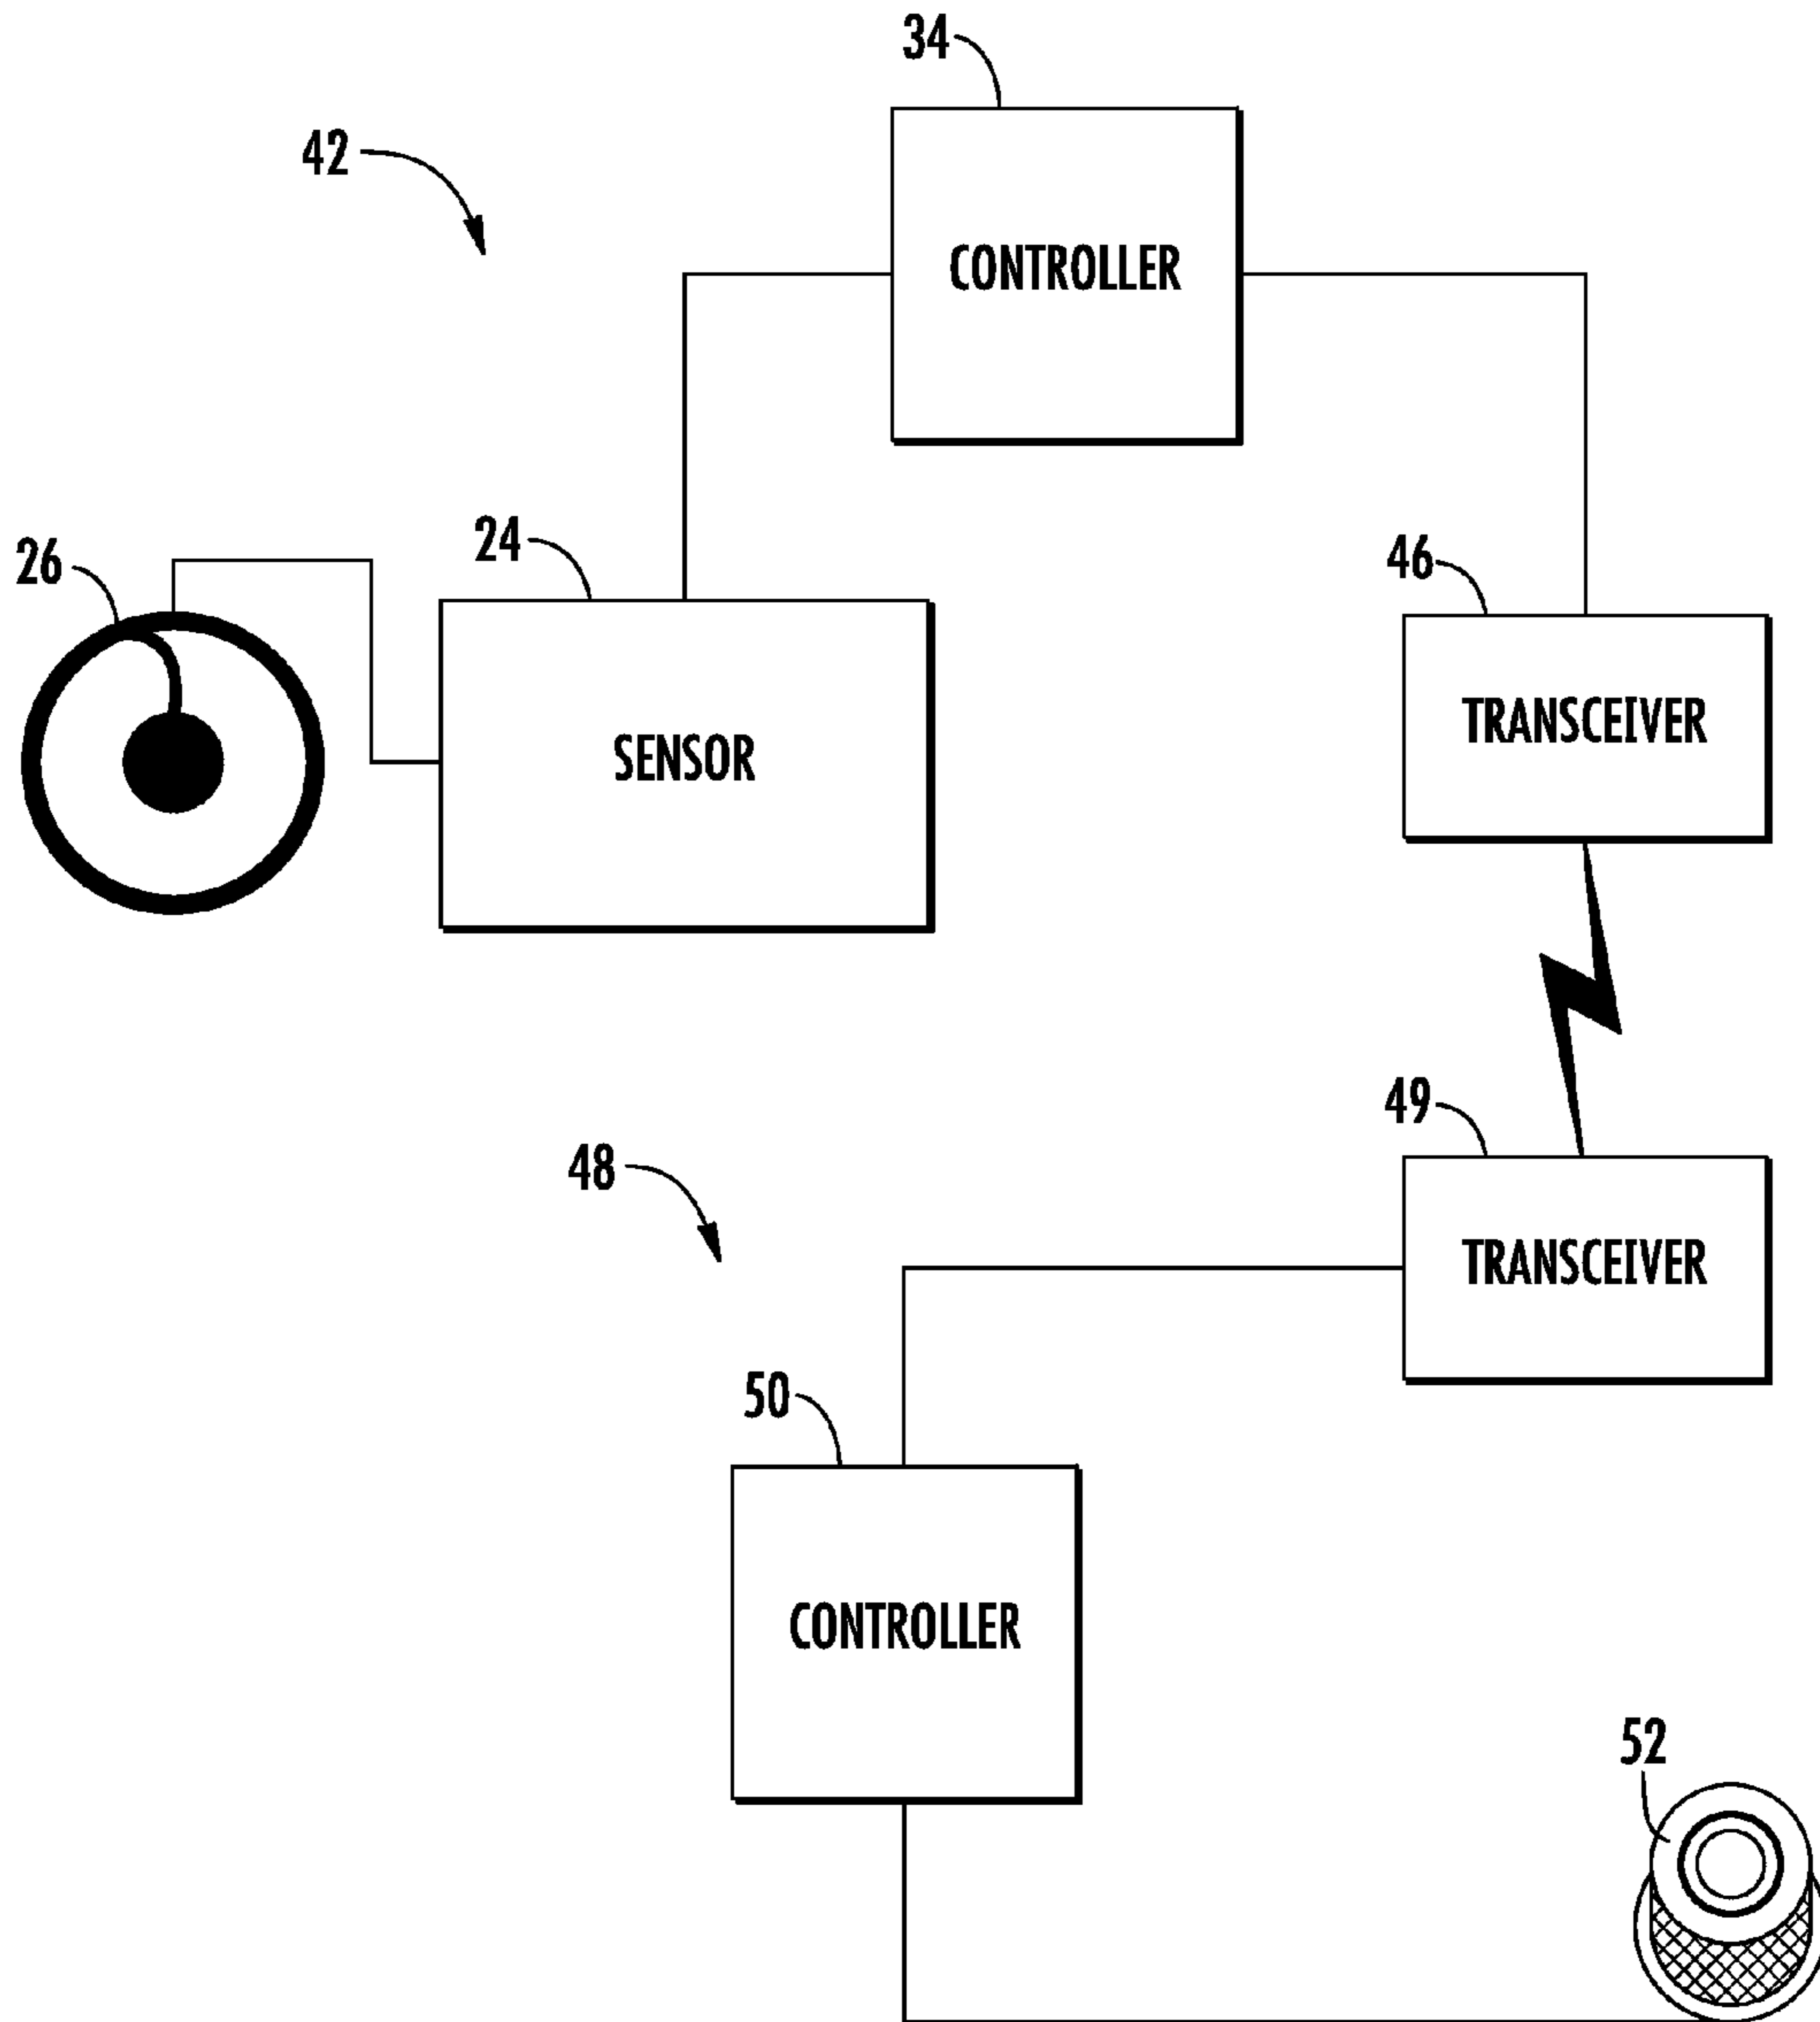 34
42
CONTROLLER
24
26
46
SENSOR
TRANSCEIVER
49
48
TRANSCEIVER
50
CONTROLLER
52